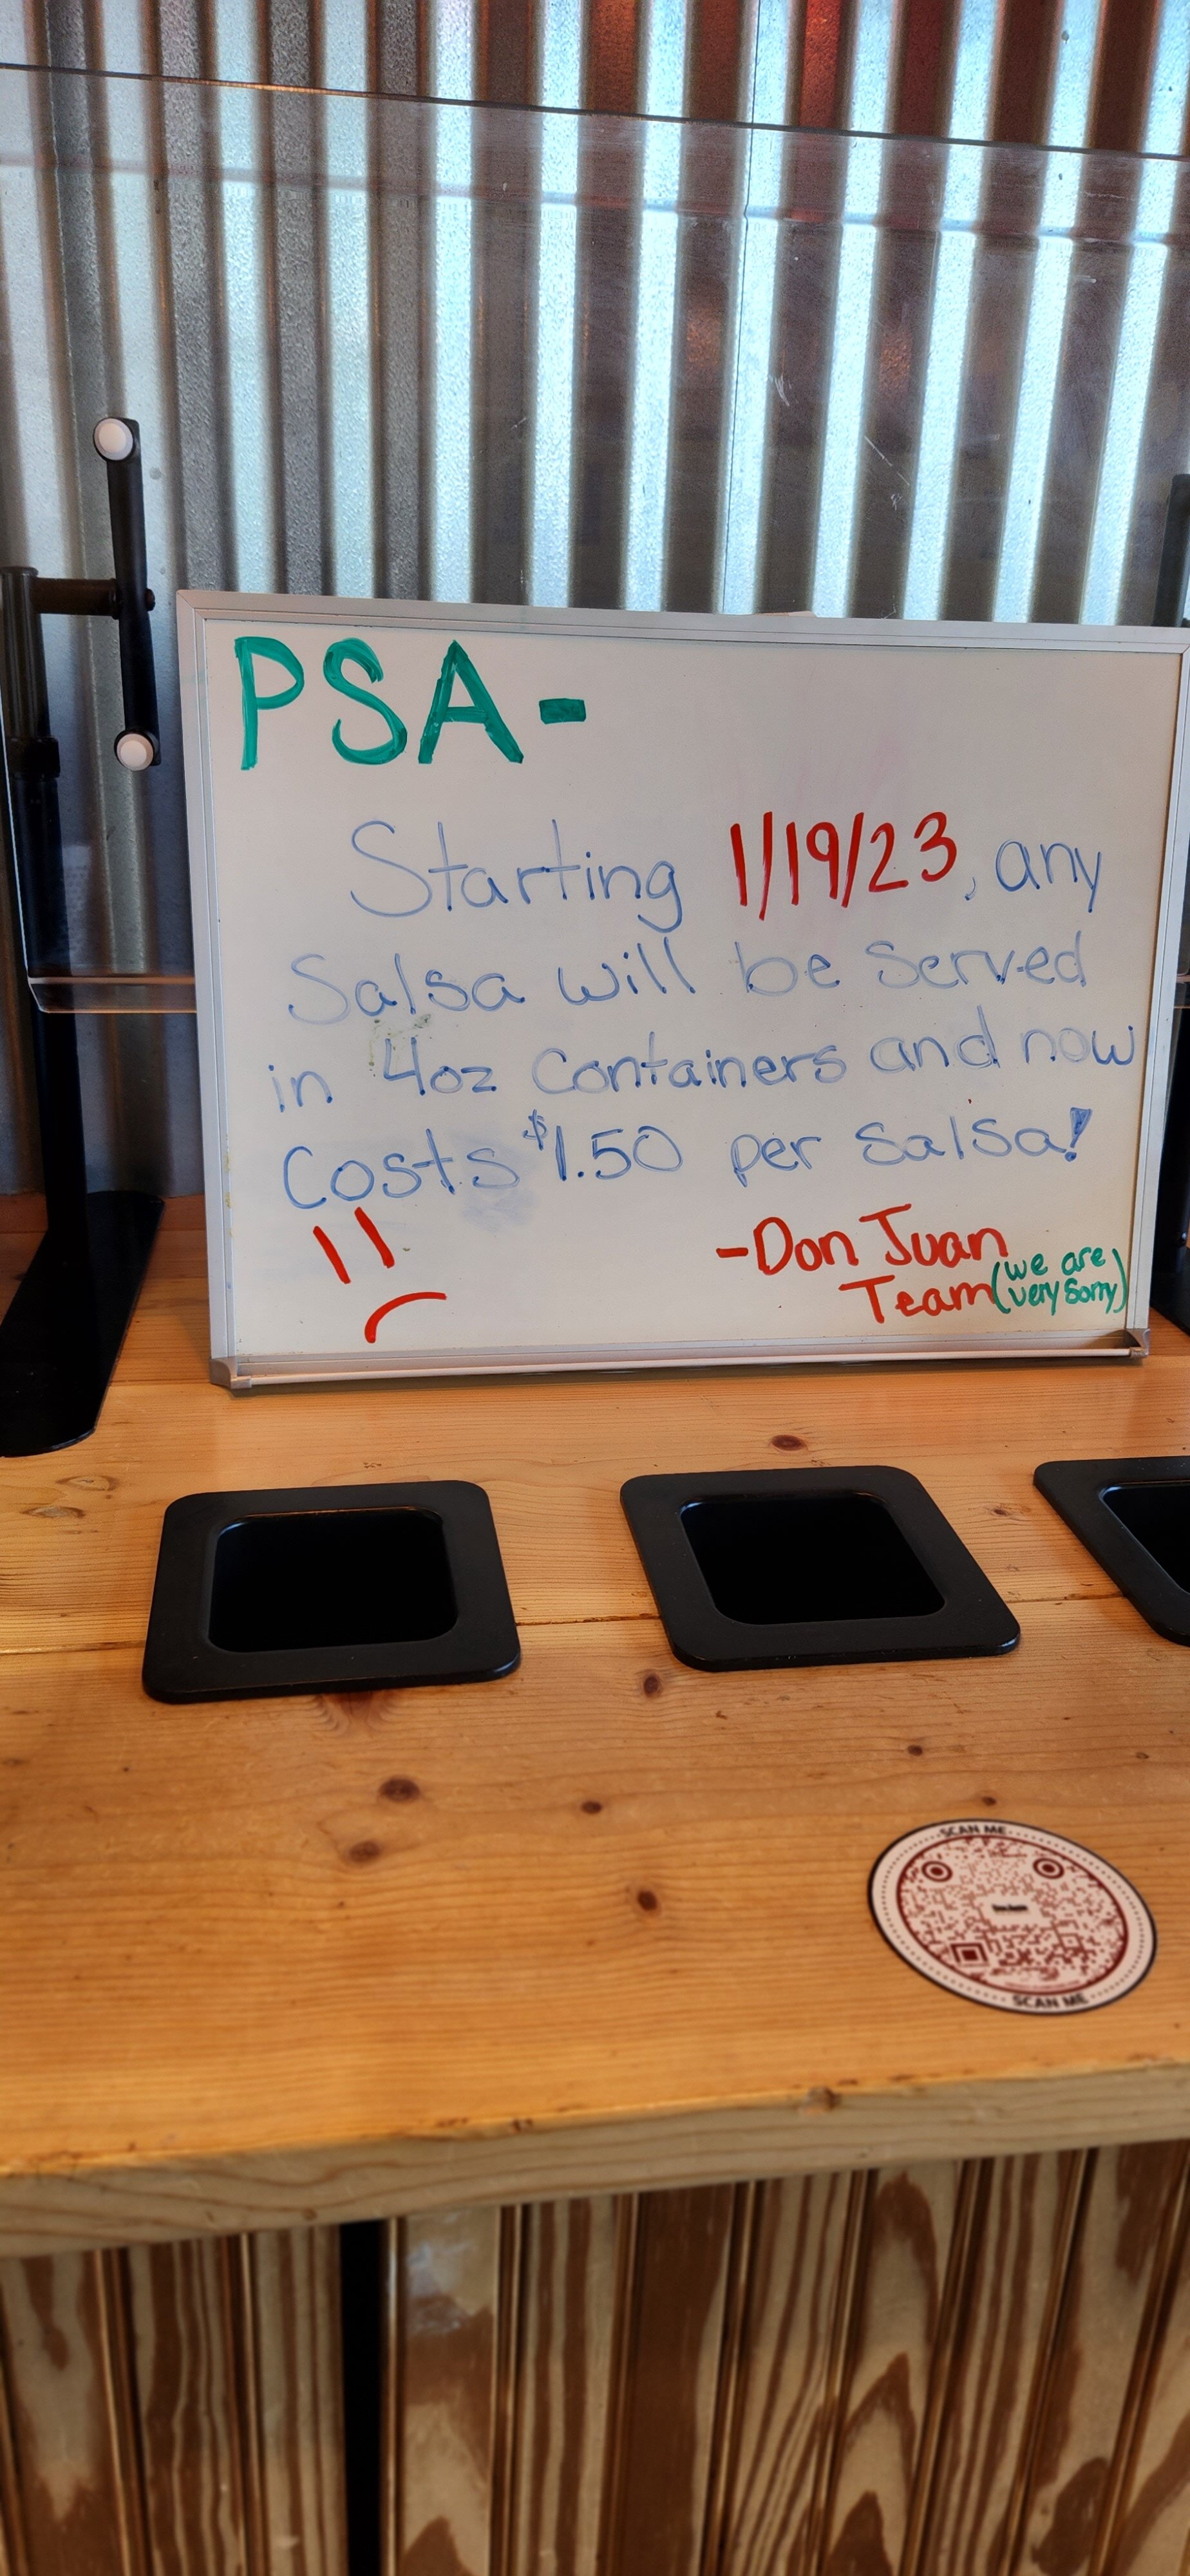 PSA-
Starting 1/19/23, any
Salsa will be served
in 4oz Containers and now
Costs $1.50 per Salsa!
-Don Juan
Team (we are
very sorry)
SCAN ME
SCAN ME